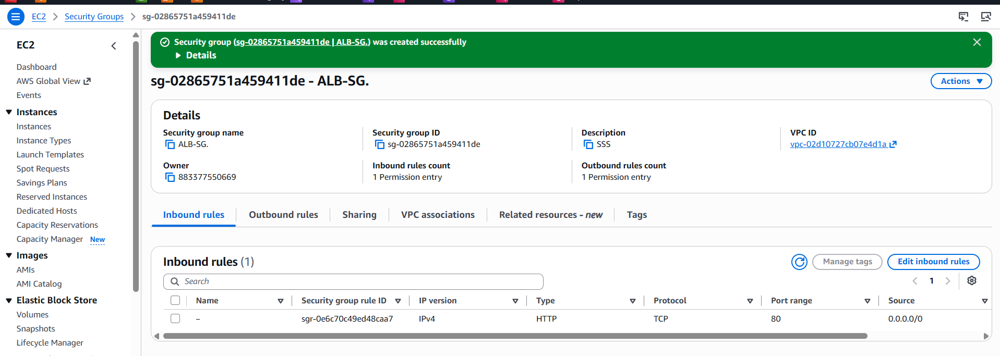 EC2 > Security Groups > sg-02865751a459411de
EC2
Dashboard
AWS Global View
Events
Instances
Instances
Instance Types
Launch Templates
Spot Requests
Savings Plans
Reserved Instances
Dedicated Hosts
Capacity Reservations
Capacity Manager New
Images
AMIs
AMI Catalog
Elastic Block Store
Volumes
Snapshots
Lifecycle Manager
Security group (sg-02865751a459411de | ALB-SG.) was created successfully
Details
sg-02865751a459411de - ALB-SG.
Actions
Details
Security group name
ALB-SG.
Security group ID
sg-02865751a459411de
Description
SSS
VPC ID
vpc-02d10727cb07e4d1a
Owner
883377550669
Inbound rules count
1 Permission entry
Outbound rules count
1 Permission entry
Inbound rules Outbound rules Sharing VPC associations Related resources - new Tags
Inbound rules (1)
Manage tags
Edit inbound rules
Search
1
Name Security group rule ID IP version Type Protocol Port range Source
– sgr-0e6c70c49ed48caa7 IPv4 HTTP TCP 80 0.0.0.0/0